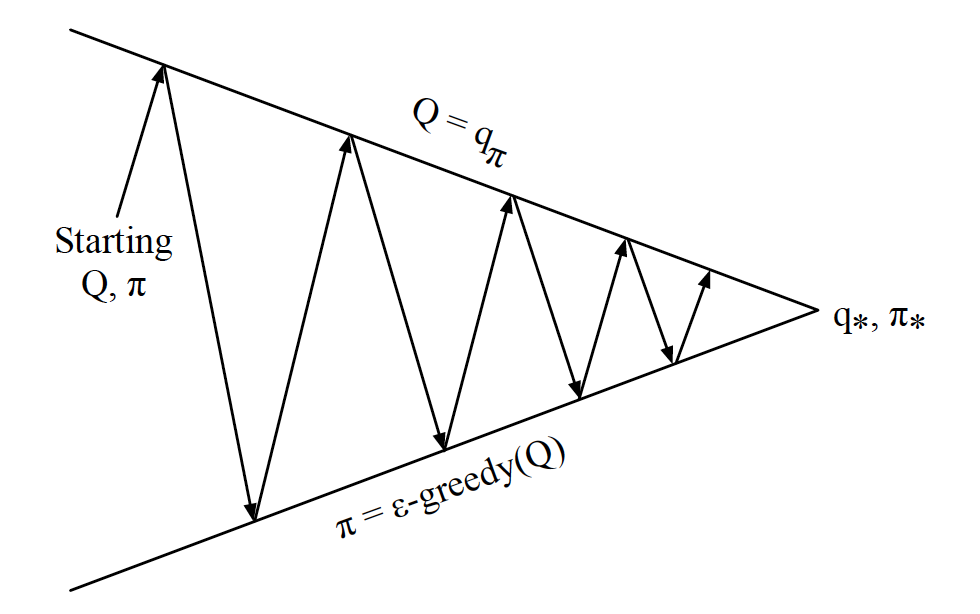 Q = qπ
Starting
Q, π
q*, π*
π = ε-greedy(Q)